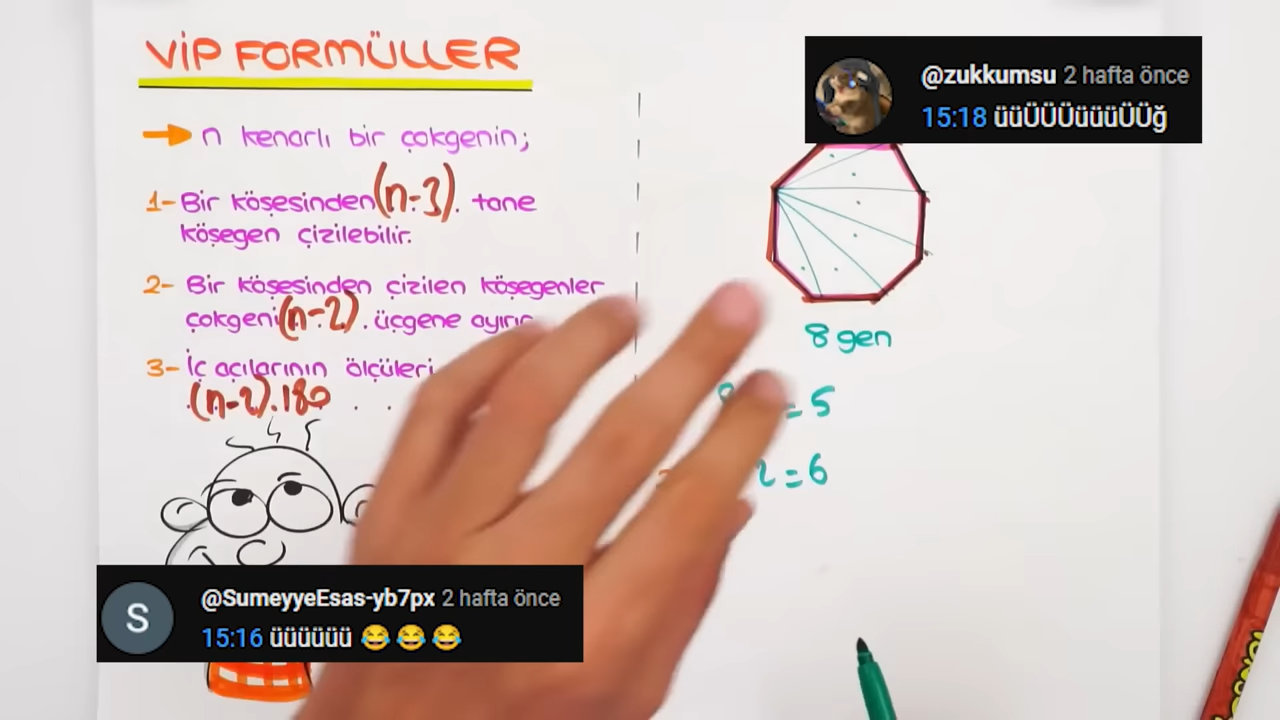 VİP FORMÜLLER
n kenarlı bir çokgenin;
1- Bir köşesinden (n-3). tane
köşegen çizilebilir.
2- Bir köşesinden çizilen köşegenler
çokgeni (n-2). üçgene ayırır
3- İç açılarının ölçüleri
(n-2).180
@zukkumsu 2 hafta önce
15:18 üüÜÜÜüüüÜÜğ
8 gen
= 5
2 = 6
@SumeyyeEsas-yb7px 2 hafta önce
S
15:16 üüüüüü 😂😂😂